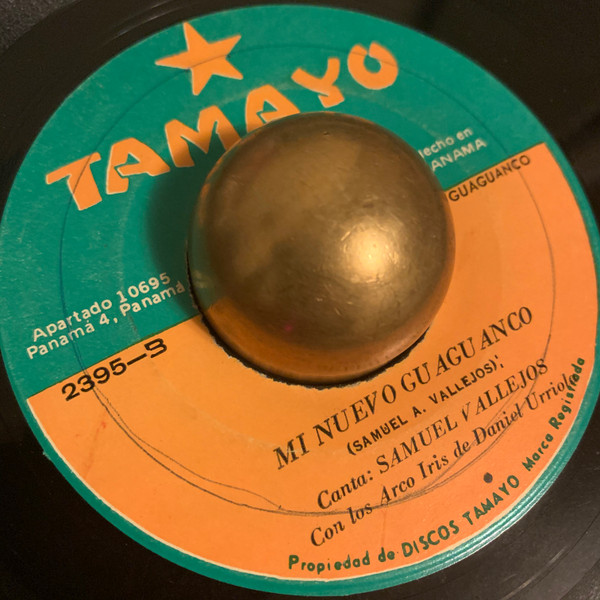 TAMAYO
Hecho en
PANAMA
GUAGUANCO
Apartado 10695
Panamá 4, Panamá
2395-B
MI NUEVO GUAGUANCO
(SAMUEL A. VALLEJOS)
Canta: SAMUEL VALLEJOS
Con los Arco Iris de Daniel Urriola
Propiedad de DISCOS TAMAYO Marca Registrada